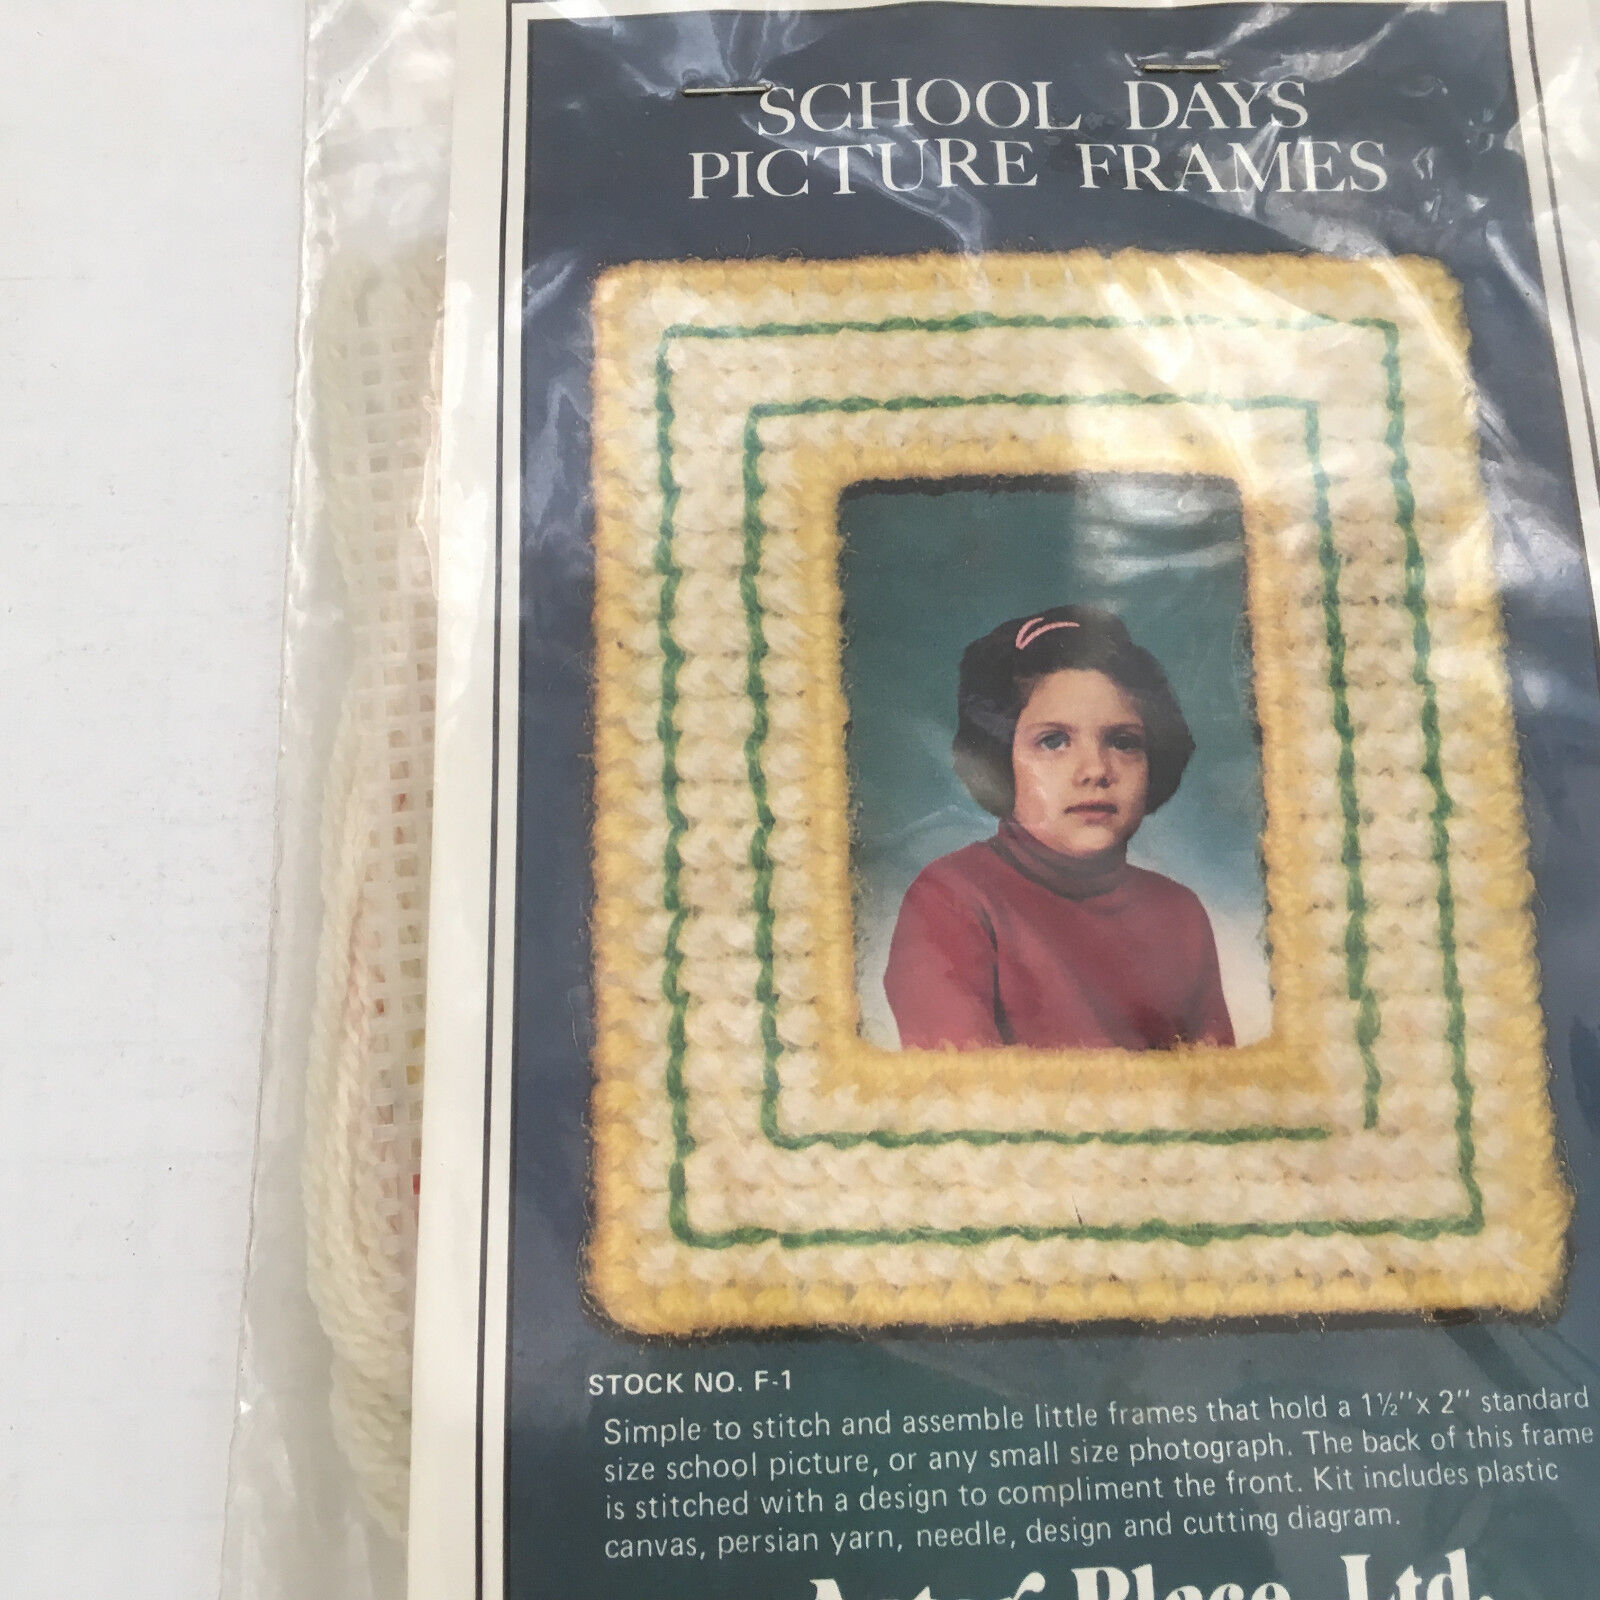 SCHOOL DAYS
PICTURE FRAMES
STOCK NO. F-1
Simple to stitch and assemble little frames that hold a 1½"x 2" standard
size school picture, or any small size photograph. The back of this frame
is stitched with a design to compliment the front. Kit includes plastic
canvas, persian yarn, needle, design and cutting diagram.
Place, Ltd.